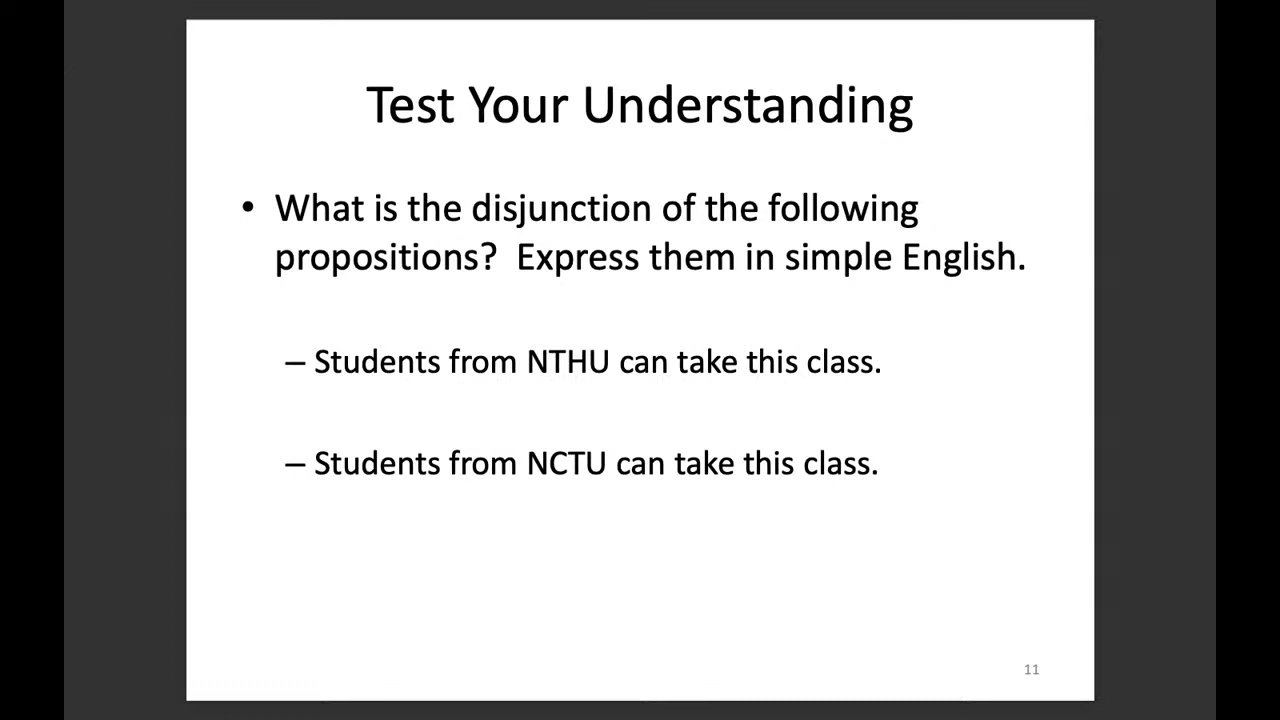 Test Your Understanding
• What is the disjunction of the following
propositions?  Express them in simple English.
– Students from NTHU can take this class.
– Students from NCTU can take this class.
11